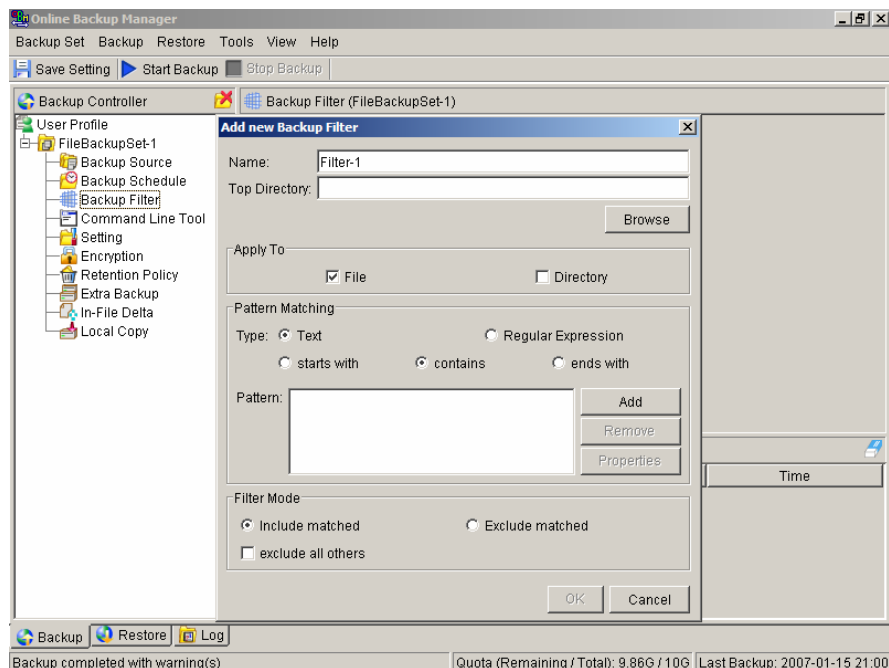 Online Backup Manager
Backup Set Backup Restore Tools View Help
Save Setting Start Backup Stop Backup
Backup Controller
Backup Filter (FileBackupSet-1)
User Profile
FileBackupSet-1
Backup Source
Backup Schedule
Backup Filter
Command Line Tool
Setting
Encryption
Retention Policy
Extra Backup
In-File Delta
Local Copy
Add new Backup Filter
Name: Filter-1
Top Directory:
Browse
Apply To
File Directory
Pattern Matching
Type: Text Regular Expression
starts with contains ends with
Pattern: Add
Remove
Properties
Filter Mode
Include matched Exclude matched
exclude all others
OK Cancel
Time
Backup Restore Log
Backup completed with warning(s) Quota (Remaining / Total): 9.86G / 10G Last Backup: 2007-01-15 21:00